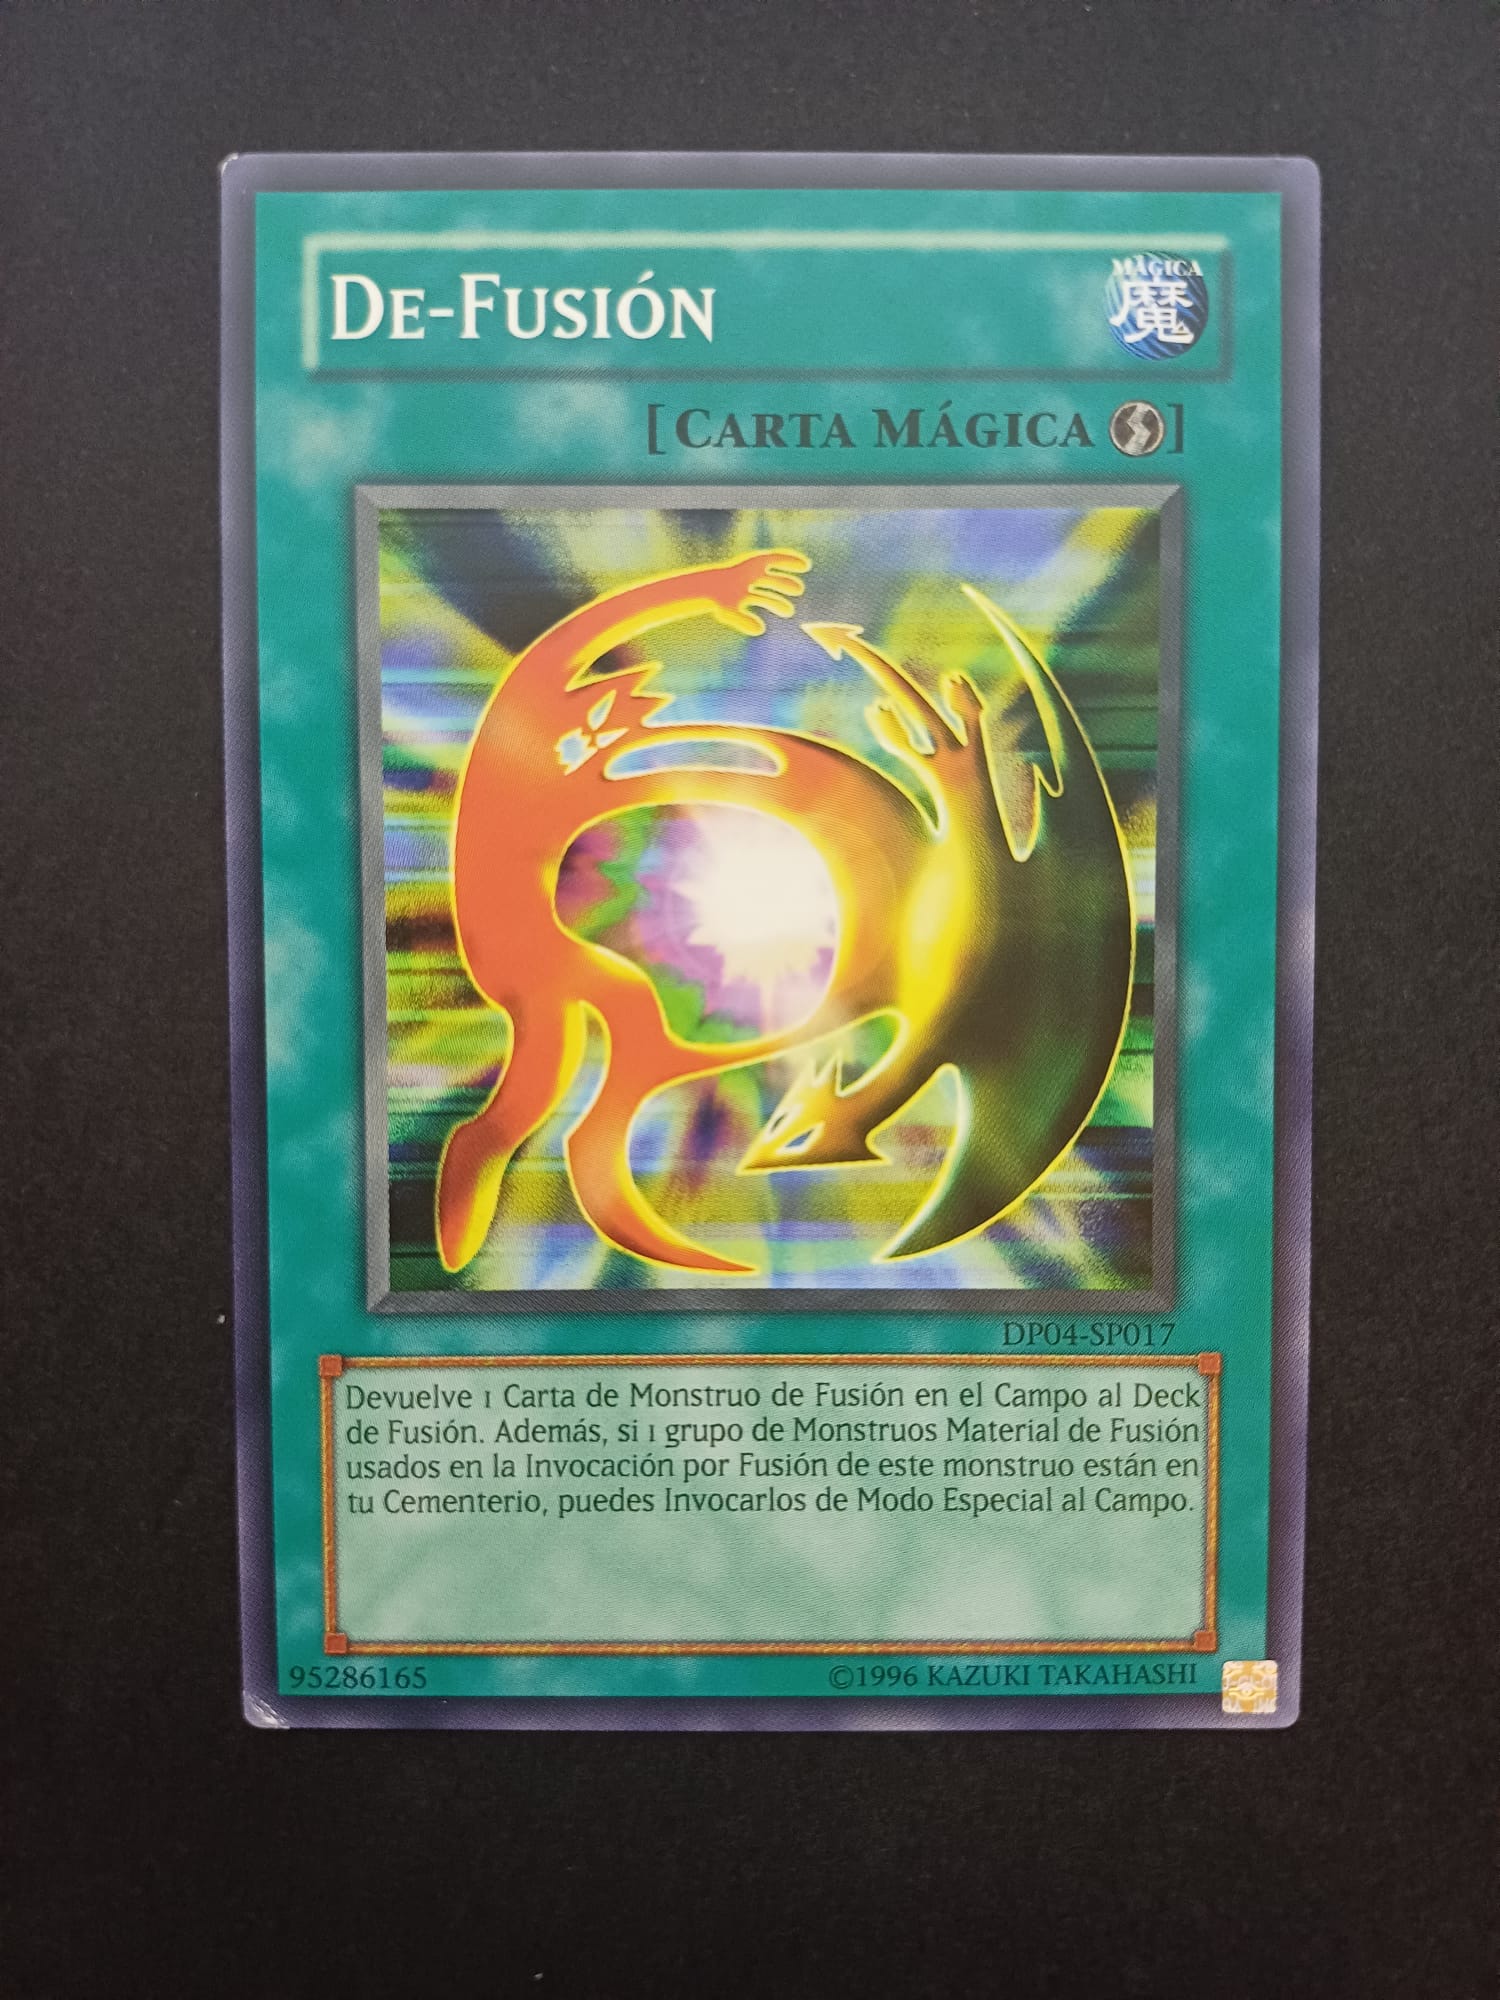 De-Fusión
MÁGICA
魔
[Carta Mágica]
DP04-SP017
Devuelve 1 Carta de Monstruo de Fusión en el Campo al Deck
de Fusión. Además, si 1 grupo de Monstruos Material de Fusión
usados en la Invocación por Fusión de este monstruo están en
tu Cementerio, puedes Invocarlos de Modo Especial al Campo.
95286165
©1996 KAZUKI TAKAHASHI